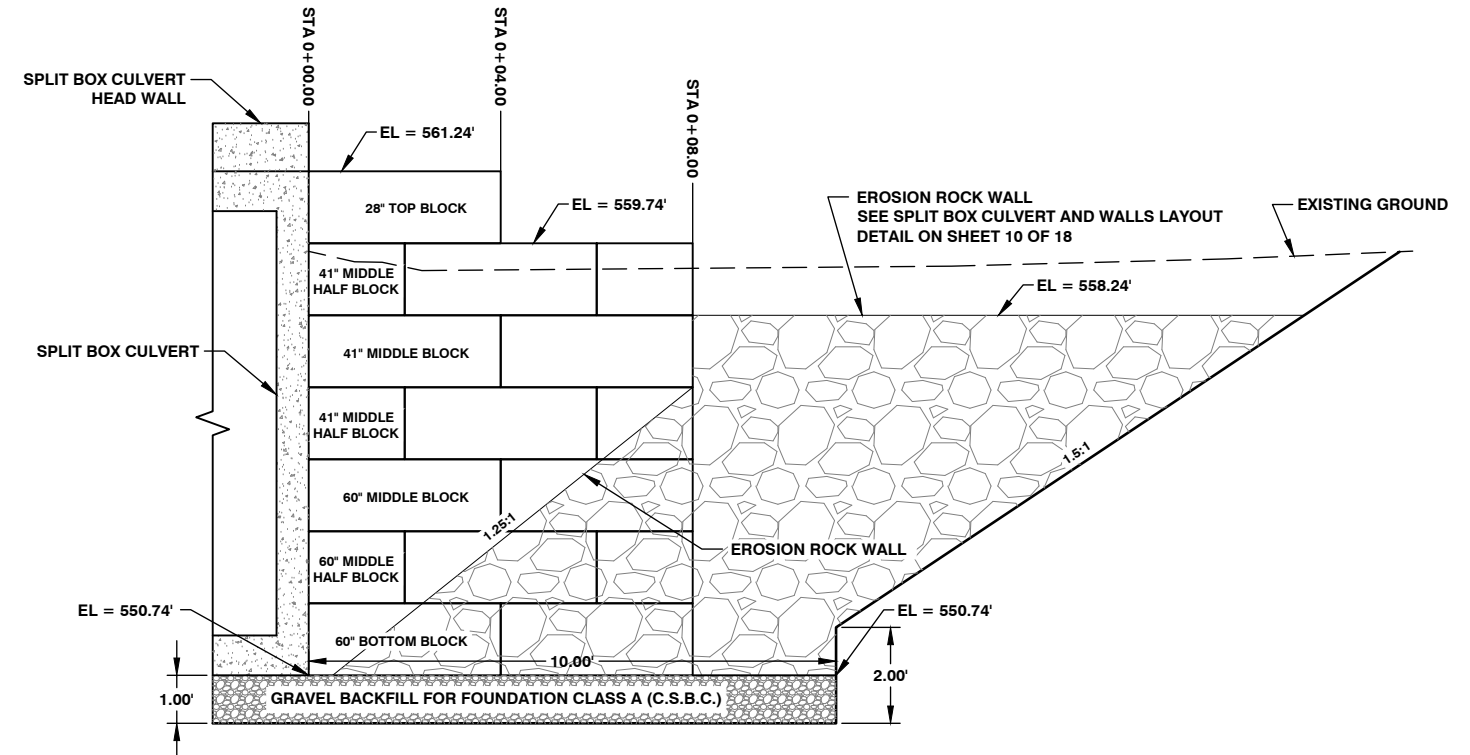 STA 0+00.00
STA 0+04.00
STA 0+08.00
SPLIT BOX CULVERT
HEAD WALL
EL = 561.24'
28" TOP BLOCK
EL = 559.74'
EROSION ROCK WALL
SEE SPLIT BOX CULVERT AND WALLS LAYOUT
DETAIL ON SHEET 10 OF 18
EXISTING GROUND
41" MIDDLE
HALF BLOCK
EL = 558.24'
SPLIT BOX CULVERT
41" MIDDLE BLOCK
41" MIDDLE
HALF BLOCK
1.5:1
60" MIDDLE BLOCK
1.25:1
EROSION ROCK WALL
60" MIDDLE
HALF BLOCK
EL = 550.74'
EL = 550.74'
60" BOTTOM BLOCK
10.00'
2.00'
1.00'
GRAVEL BACKFILL FOR FOUNDATION CLASS A (C.S.B.C.)